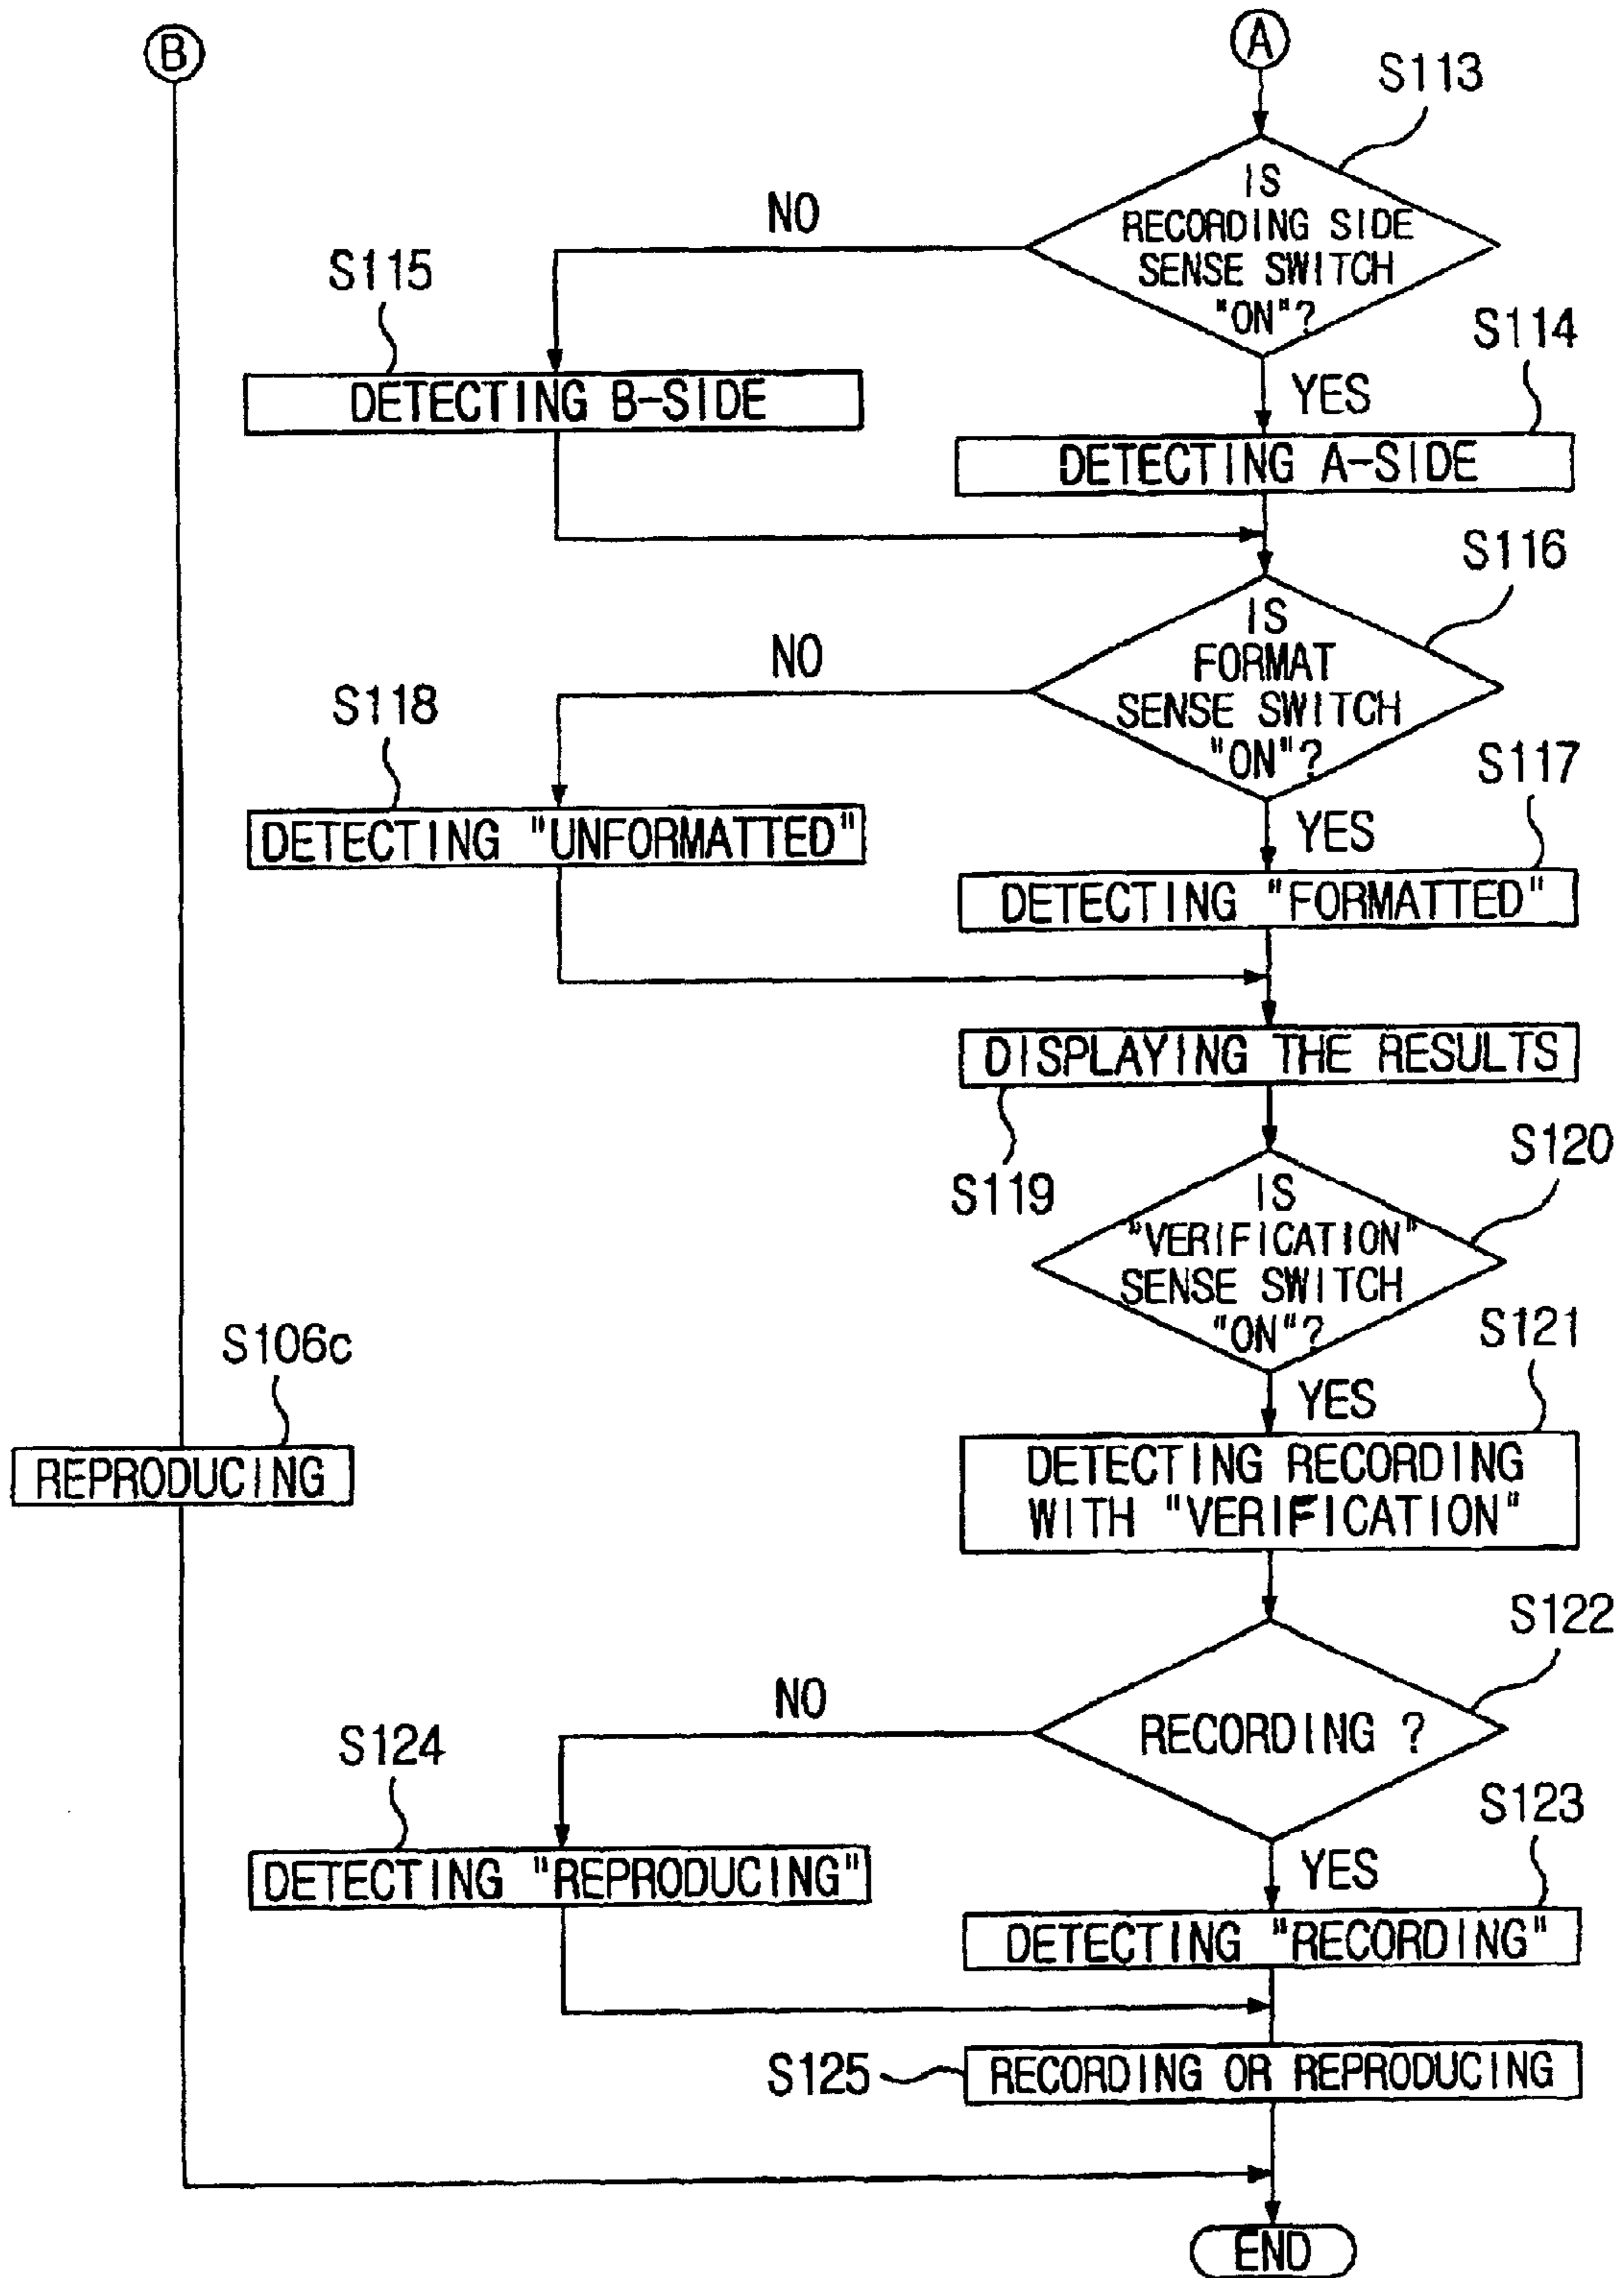 B
A
S113
IS
RECORDING SIDE
SENSE SWITCH
"ON"?
NO
S115
S114
YES
DETECTING B-SIDE
DETECTING A-SIDE
S116
IS
FORMAT
SENSE SWITCH
"ON"?
NO
S118
S117
YES
DETECTING "UNFORMATTED"
DETECTING "FORMATTED"
DISPLAYING THE RESULTS
S119
S120
IS
"VERIFICATION"
SENSE SWITCH
"ON"?
S106c
S121
YES
REPRODUCING
DETECTING RECORDING
WITH "VERIFICATION"
S122
NO
RECORDING ?
S124
S123
YES
DETECTING "REPRODUCING"
DETECTING "RECORDING"
S125
RECORDING OR REPRODUCING
END